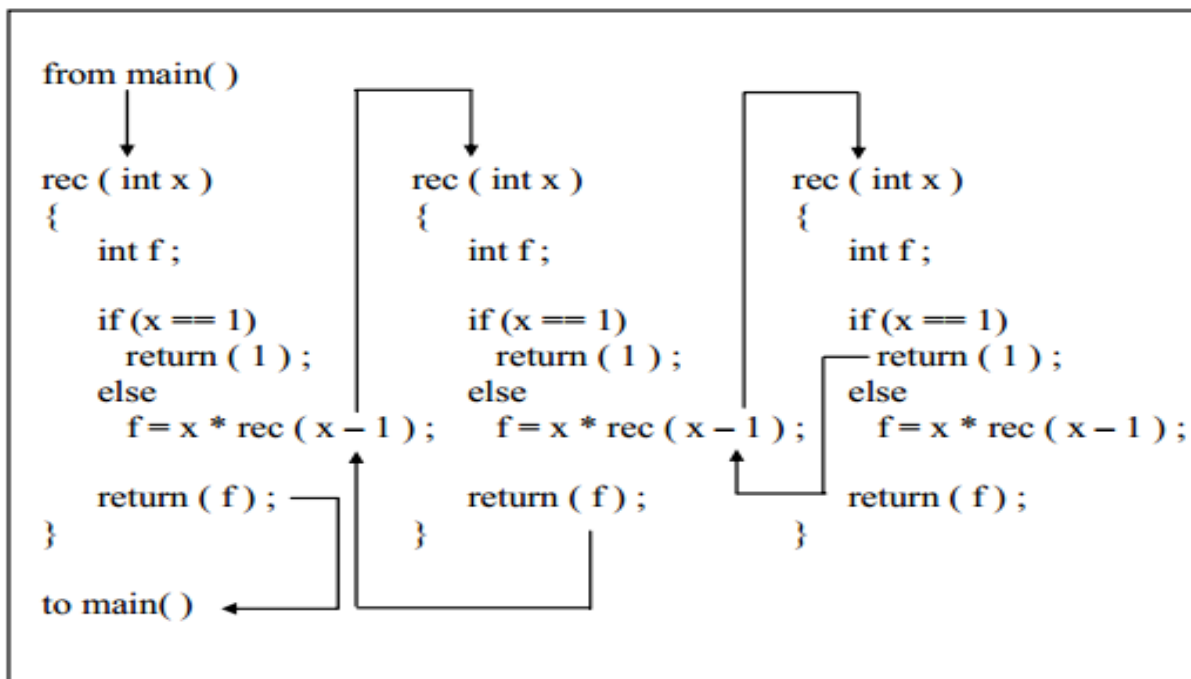 from main( )
rec ( int x )
{
int f ;
if (x == 1)
return ( 1 ) ;
else
f = x * rec ( x – 1 ) ;
return ( f ) ;
}
to main( )
rec ( int x )
{
int f ;
if (x == 1)
return ( 1 ) ;
else
f = x * rec ( x – 1 ) ;
return ( f ) ;
}
rec ( int x )
{
int f ;
if (x == 1)
return ( 1 ) ;
else
f = x * rec ( x – 1 ) ;
return ( f ) ;
}